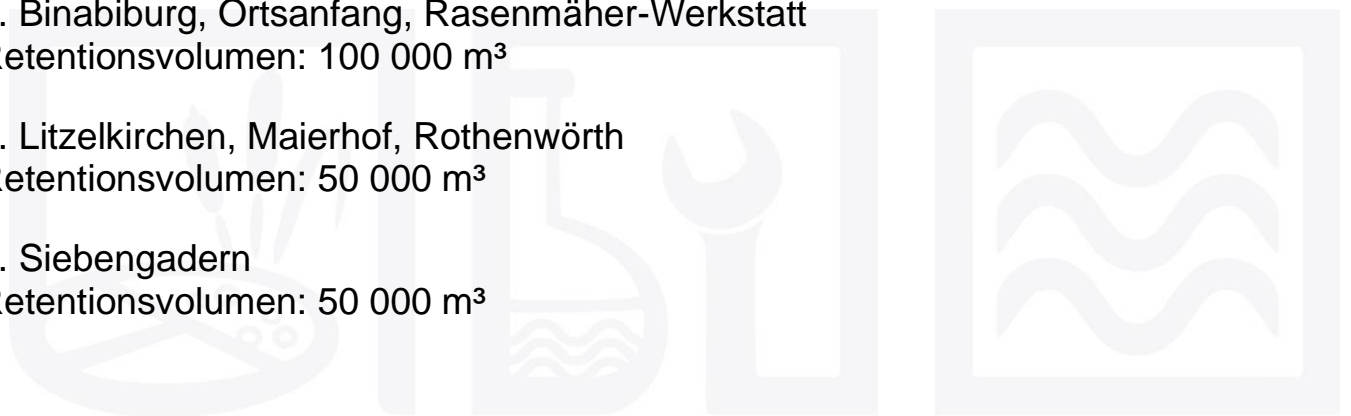 . Binabiburg, Ortsanfang, Rasenmäher-Werkstatt
etentionsvolumen: 100 000 m³
. Litzelkirchen, Maierhof, Rothenwörth
etentionsvolumen: 50 000 m³
. Siebengadern
etentionsvolumen: 50 000 m³